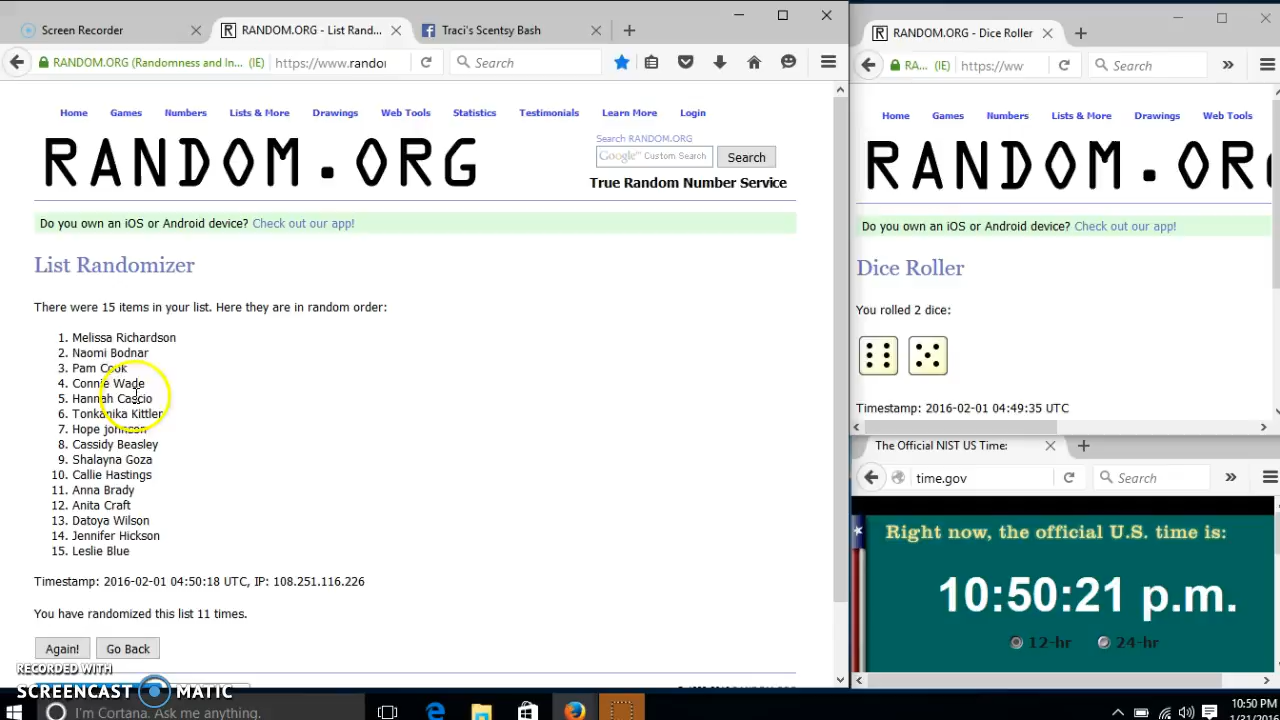 Screen Recorder
RANDOM.ORG - List Rand...
Traci's Scentsy Bash
RANDOM.ORG (Randomness and In... (IE)
https://www.rando
Search
Home Games Numbers Lists & More Drawings Web Tools Statistics Testimonials Learn More Login
RANDOM.ORG
Search RANDOM.ORG
Google™ Custom Search
Search
True Random Number Service
Do you own an iOS or Android device? Check out our app!
List Randomizer
There were 15 items in your list. Here they are in random order:
1. Melissa Richardson
2. Naomi Bodnar
3. Pam Cook
4. Connie Wade
5. Hannah Cascio
6. Tonkanika Kittler
7. Hope johnson
8. Cassidy Beasley
9. Shalayna Goza
10. Callie Hastings
11. Anna Brady
12. Anita Craft
13. Datoya Wilson
14. Jennifer Hickson
15. Leslie Blue
Timestamp: 2016-02-01 04:50:18 UTC, IP: 108.251.116.226
You have randomized this list 11 times.
Again! Go Back
RECORDED WITH
SCREENCAST MATIC
I'm Cortana. Ask me anything.
RANDOM.ORG - Dice Roller
RA... (IE)
https://ww
Search
Home Games Numbers Lists & More Drawings Web Tools
RANDOM.OR
Do you own an iOS or Android device? Check out our app!
Dice Roller
You rolled 2 dice:
Timestamp: 2016-02-01 04:49:35 UTC
The Official NIST US Time:
time.gov
Search
Right now, the official U.S. time is:
10:50:21 p.m.
12-hr 24-hr
10:50 PM
1/31/2016